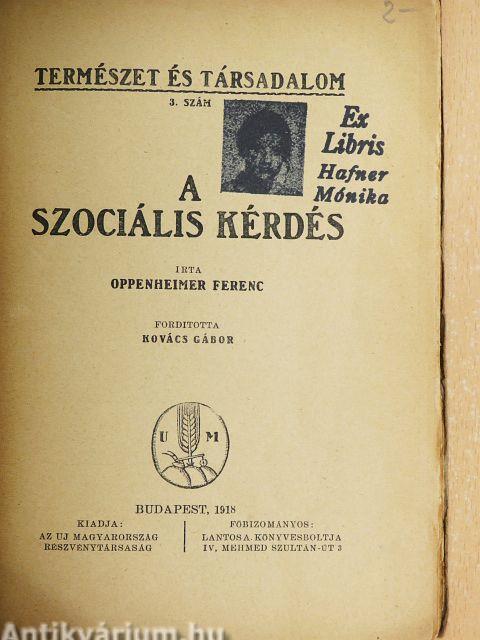 2-
TERMÉSZET ÉS TÁRSADALOM
3. SZÁM
Ex
Libris
Hafner
Mónika
A
SZOCIÁLIS KÉRDÉS
IRTA
OPPENHEIMER FERENC
FORDITOTTA
KOVÁCS GÁBOR
U M
BUDAPEST, 1918
KIADJA:
AZ UJ MAGYARORSZÁG
RÉSZVÉNYTÁRSASÁG
FŐBIZOMÁNYOS:
LANTOS A. KÖNYVESBOLTJA
IV, MEHMED SZULTÁN-ÚT 3
Antikvárium.hu